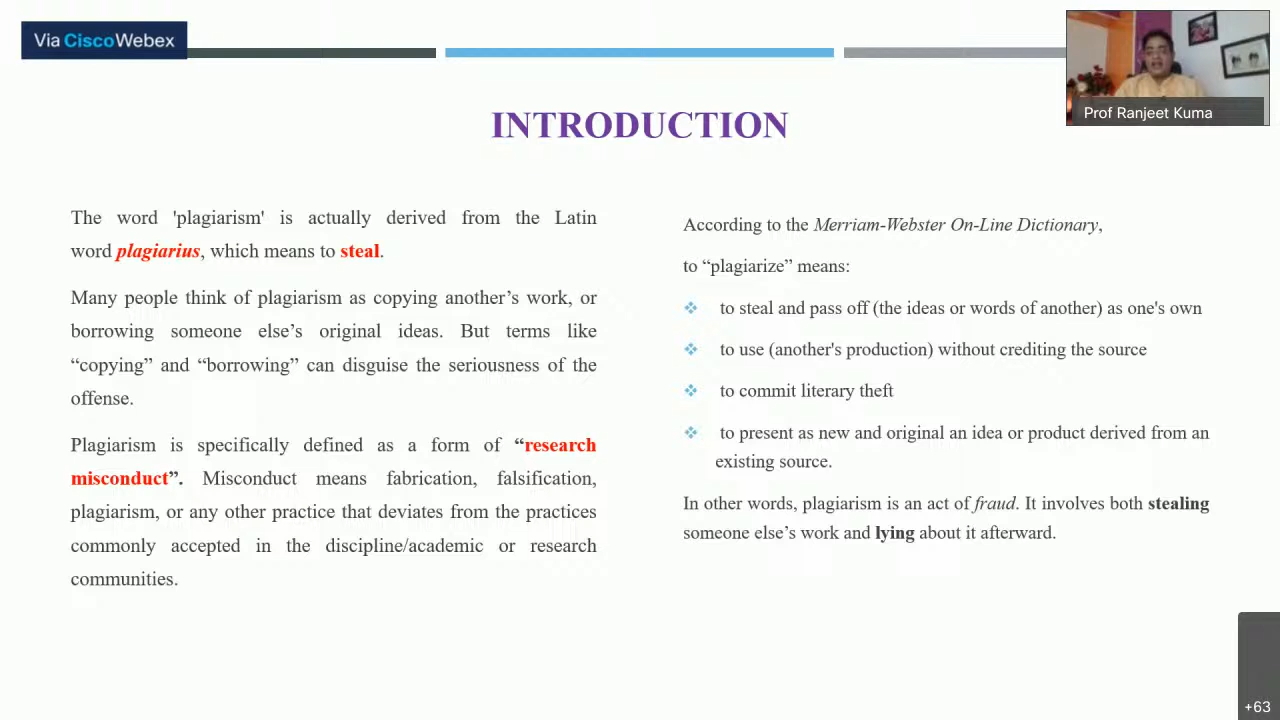 Via Cisco Webex
Prof Ranjeet Kuma
INTRODUCTION
The word 'plagiarism' is actually derived from the Latin
word plagiarius, which means to steal.
Many people think of plagiarism as copying another’s work, or
borrowing someone else’s original ideas. But terms like
“copying” and “borrowing” can disguise the seriousness of the
offense.
Plagiarism is specifically defined as a form of “research
misconduct”. Misconduct means fabrication, falsification,
plagiarism, or any other practice that deviates from the practices
commonly accepted in the discipline/academic or research
communities.
According to the Merriam-Webster On-Line Dictionary,
to “plagiarize” means:
❖ to steal and pass off (the ideas or words of another) as one's own
❖ to use (another's production) without crediting the source
❖ to commit literary theft
❖ to present as new and original an idea or product derived from an
existing source.
In other words, plagiarism is an act of fraud. It involves both stealing
someone else’s work and lying about it afterward.
+63